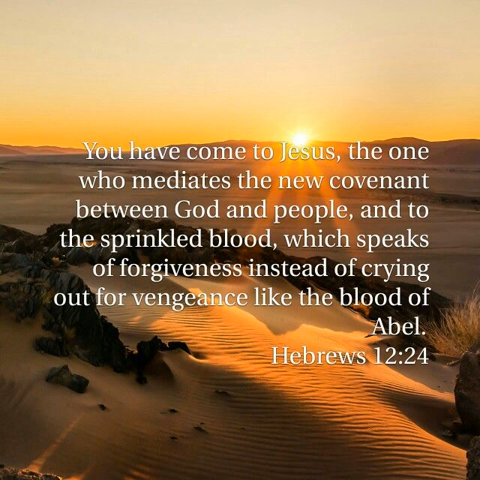 You have come to Jesus, the one
who mediates the new covenant
between God and people, and to
the sprinkled blood, which speaks
of forgiveness instead of crying
out for vengeance like the blood of
Abel.
Hebrews 12:24